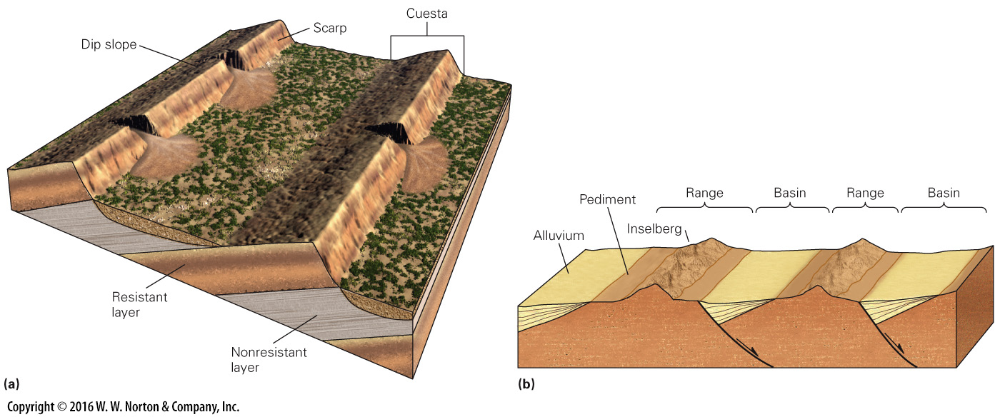 Cuesta
Scarp
Dip slope
Resistant
layer
Nonresistant
layer
(a)
Range
Basin
Range
Basin
Pediment
Inselberg
Alluvium
(b)
Copyright © 2016 W. W. Norton & Company, Inc.